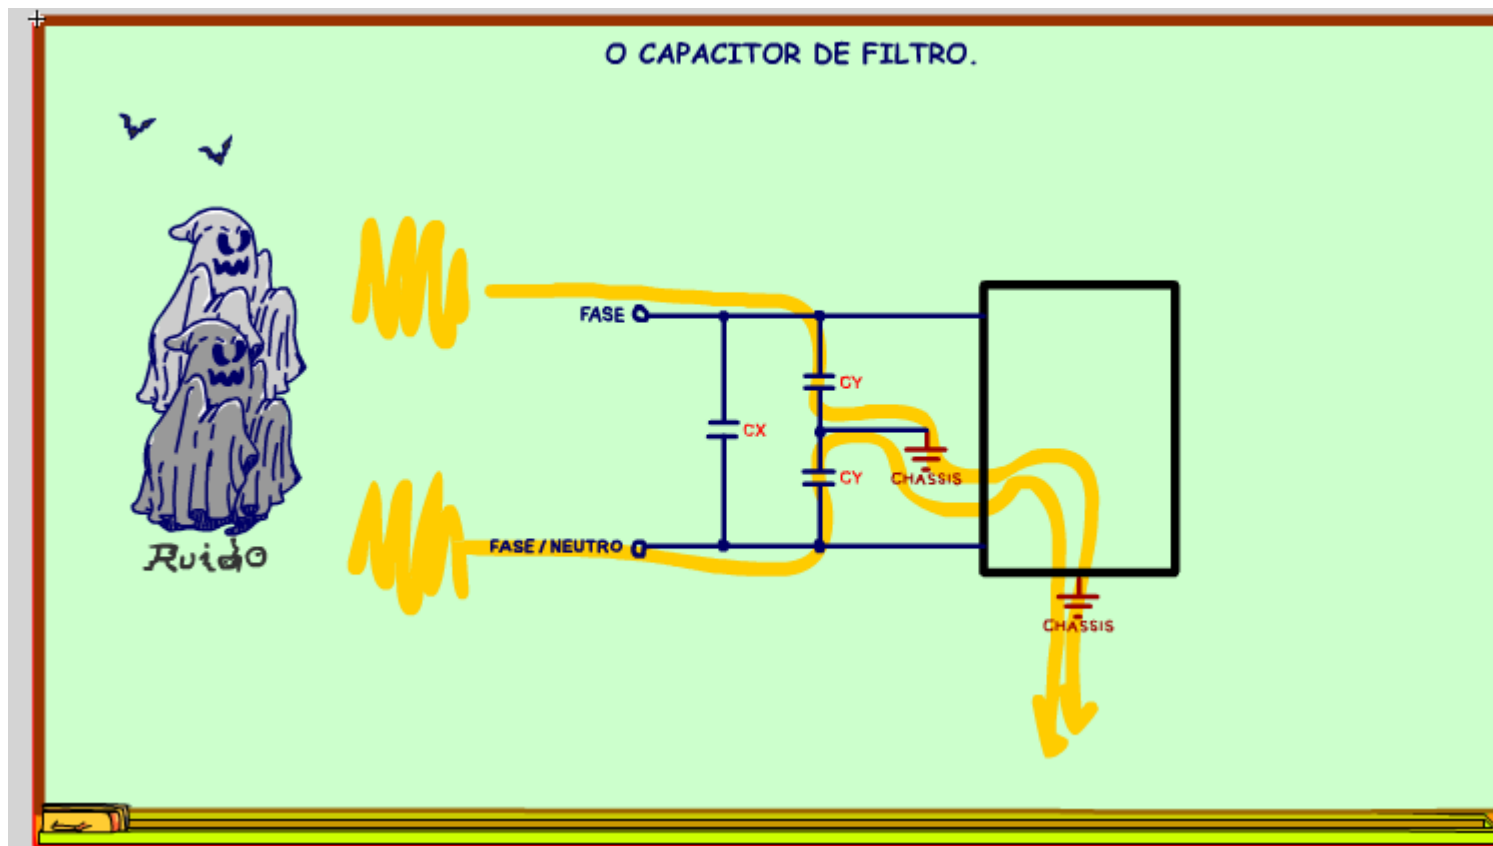 O CAPACITOR DE FILTRO.
FASE
CY
CX
CY
CHASSIS
FASE / NEUTRO
Ruido
CHASSIS